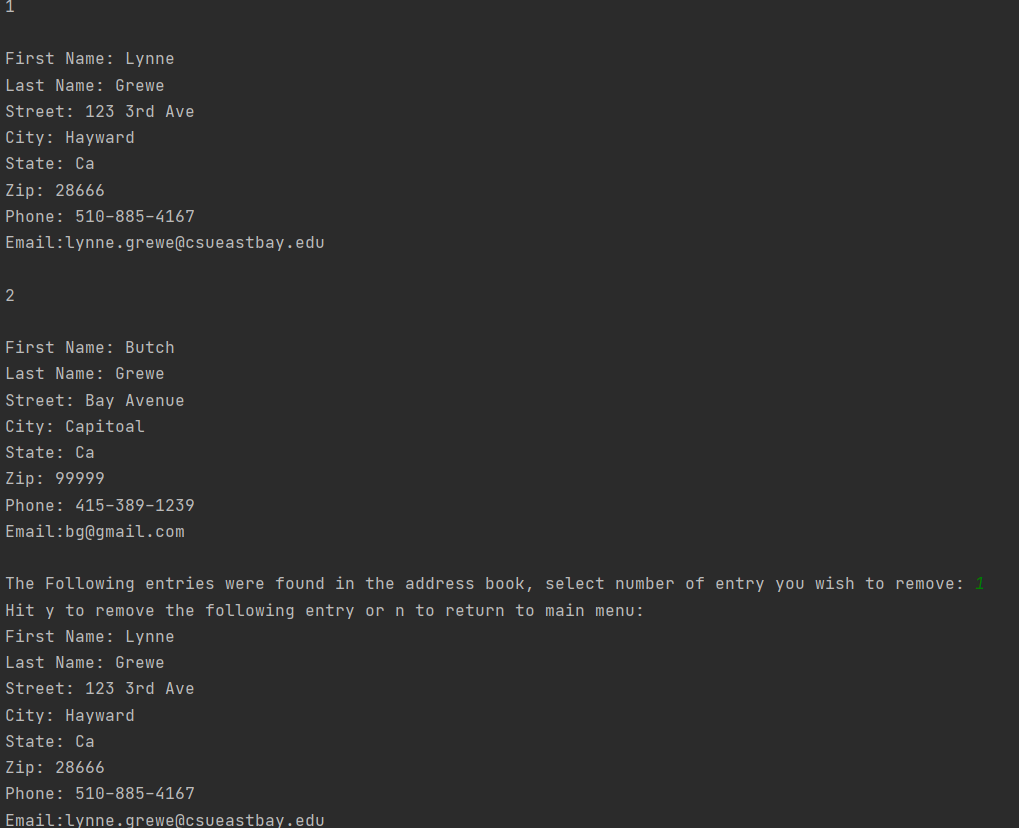 1
First Name: Lynne
Last Name: Grewe
Street: 123 3rd Ave
City: Hayward
State: Ca
Zip: 28666
Phone: 510-885-4167
Email:lynne.grewe@csueastbay.edu
2
First Name: Butch
Last Name: Grewe
Street: Bay Avenue
City: Capitoal
State: Ca
Zip: 99999
Phone: 415-389-1239
Email:bg@gmail.com
The Following entries were found in the address book, select number of entry you wish to remove: 1
Hit y to remove the following entry or n to return to main menu:
First Name: Lynne
Last Name: Grewe
Street: 123 3rd Ave
City: Hayward
State: Ca
Zip: 28666
Phone: 510-885-4167
Email:lynne.grewe@csueastbay.edu